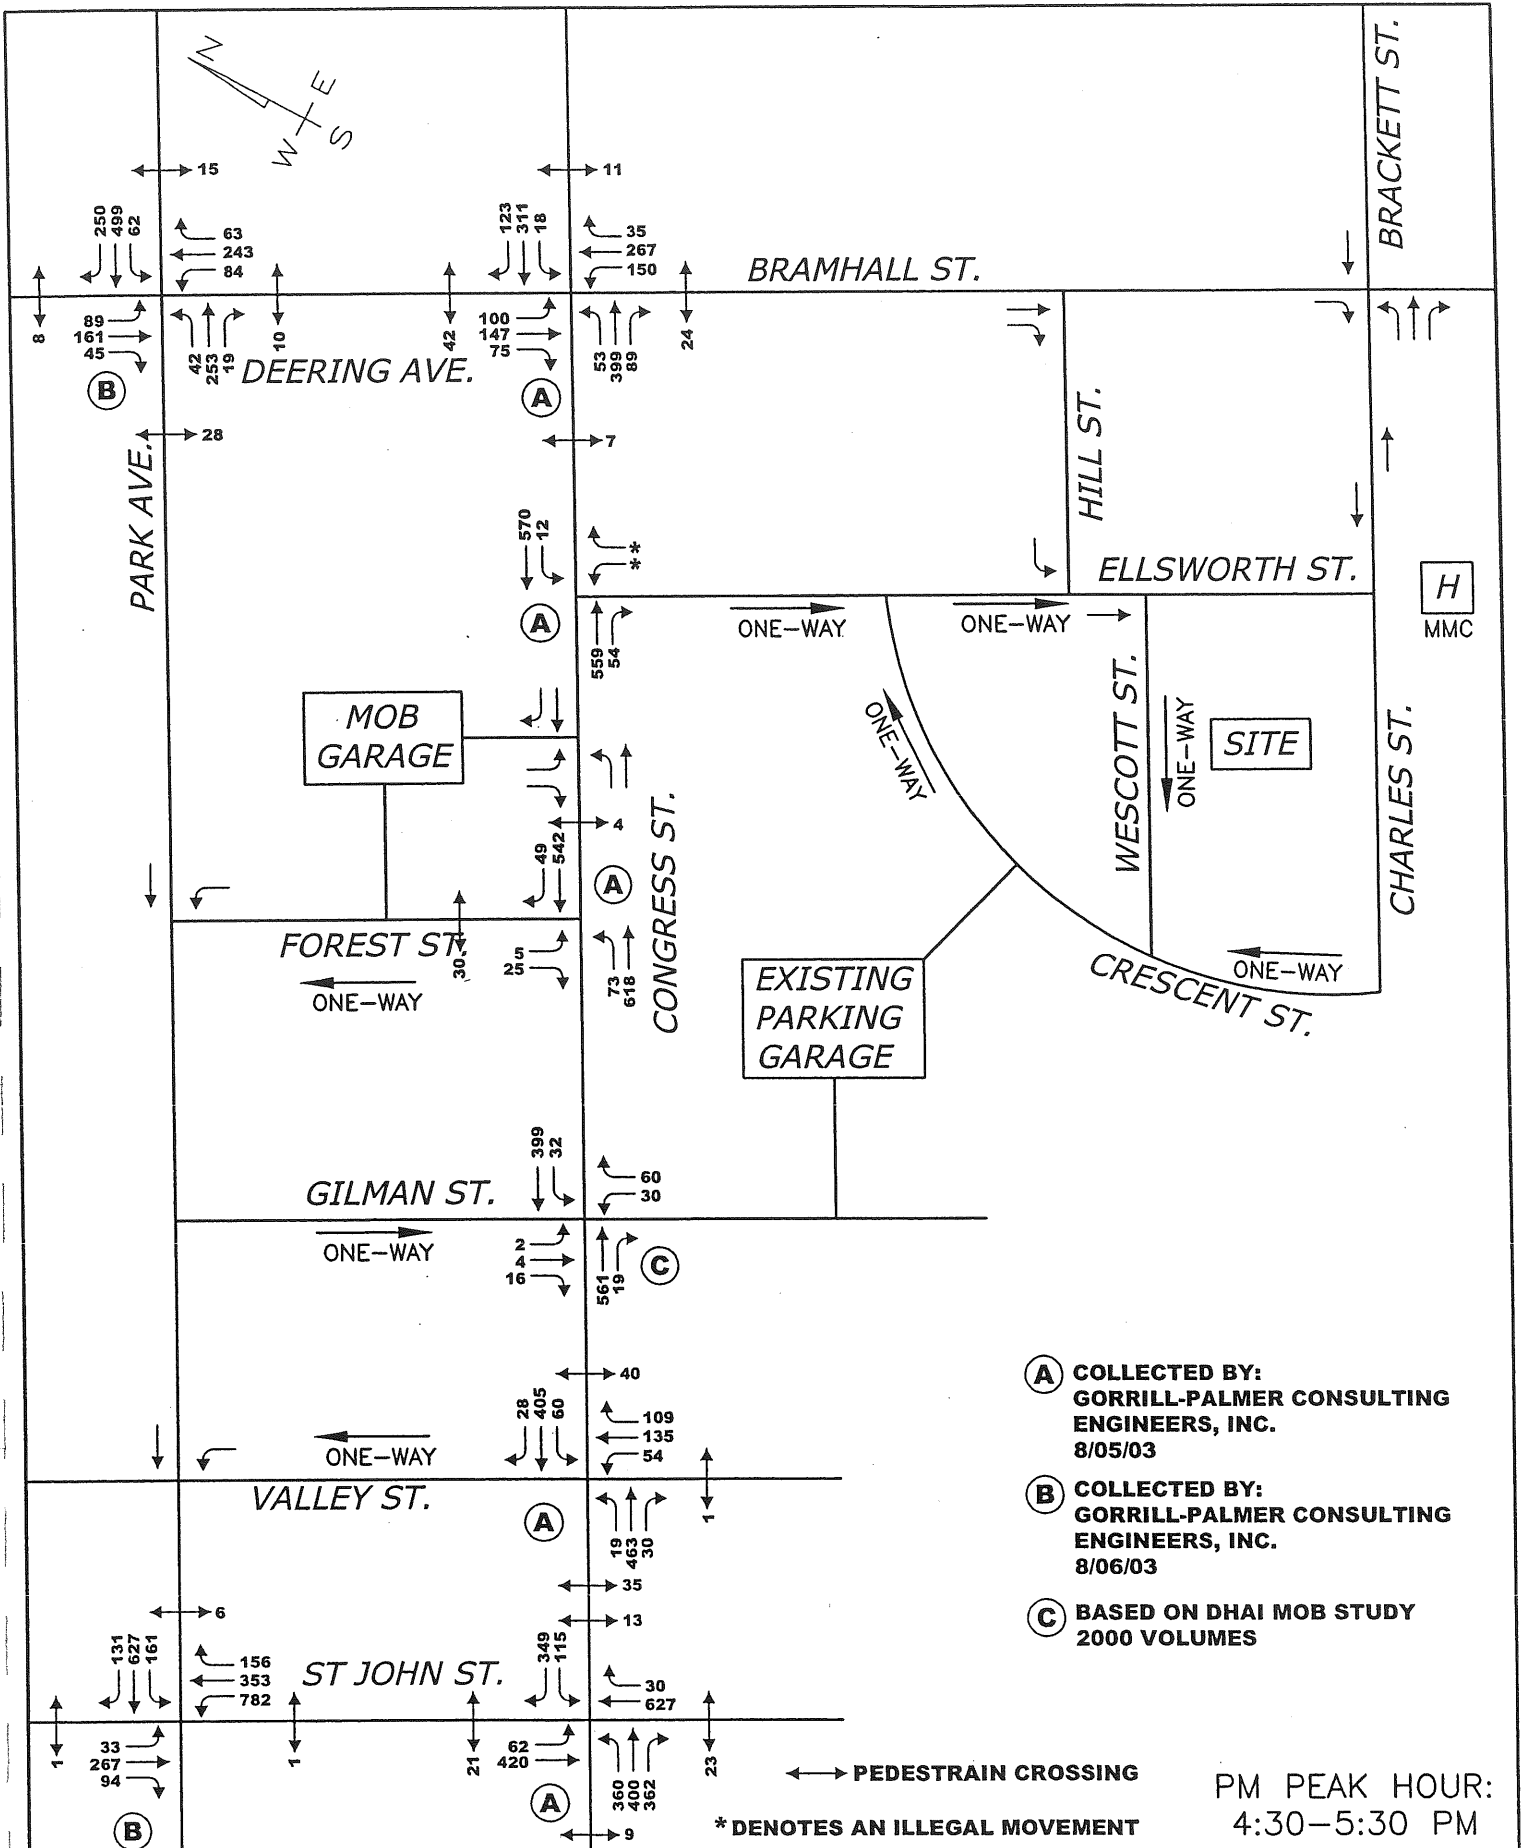 N
E
W
S
BRACKETT ST.
15
11
250
499
62
123
311
18
63
243
84
35
267
150
BRAMHALL ST.
8
89
161
45
42
253
19
10
42
100
147
75
53
399
89
24
DEERING AVE.
B
A
28
7
PARK AVE.
HILL ST.
570
12
*
*
ELLSWORTH ST.
H
MMC
A
559
54
ONE-WAY
ONE-WAY
MOB
GARAGE
ONE-WAY
WESCOTT ST.
ONE-WAY
SITE
CHARLES ST.
4
49
542
A
CONGRESS ST.
FOREST ST.
30
5
25
73
618
ONE-WAY
EXISTING
PARKING
GARAGE
CRESCENT ST.
ONE-WAY
399
32
60
30
GILMAN ST.
ONE-WAY
2
4
16
561
19
C
40
28
405
60
109
135
54
ONE-WAY
VALLEY ST.
A
19
463
30
1
35
13
6
131
627
161
156
353
782
ST JOHN ST.
349
115
30
627
1
33
267
94
1
21
62
420
360
400
362
23
B
A
9
A COLLECTED BY:
GORRILL-PALMER CONSULTING
ENGINEERS, INC.
8/05/03
B COLLECTED BY:
GORRILL-PALMER CONSULTING
ENGINEERS, INC.
8/06/03
C BASED ON DHAI MOB STUDY
2000 VOLUMES
PEDESTRAIN CROSSING
* DENOTES AN ILLEGAL MOVEMENT
PM PEAK HOUR:
4:30-5:30 PM